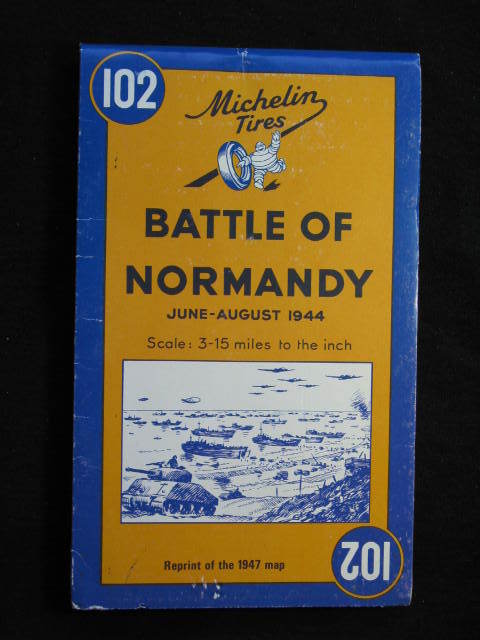 102
Michelin
Tires
BATTLE OF
NORMANDY
JUNE-AUGUST 1944
Scale: 3-15 miles to the inch
Reprint of the 1947 map
102